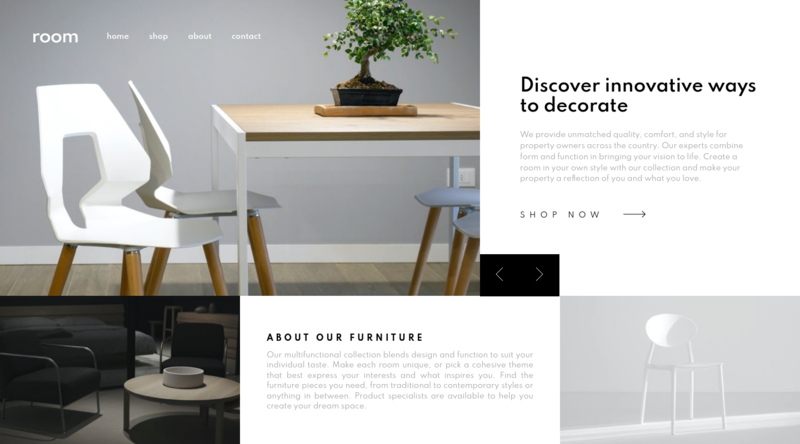 room
home
shop
about
contact
Discover innovative ways
to decorate
We provide unmatched quality, comfort, and style for
property owners across the country. Our experts combine
form and function in bringing your vision to life. Create a
room in your own style with our collection and make your
property a reflection of you and what you love.
SHOP NOW
ABOUT OUR FURNITURE
Our multifunctional collection blends design and function to suit your
individual taste. Make each room unique, or pick a cohesive theme
that best express your interests and what inspires you. Find the
furniture pieces you need, from traditional to contemporary styles or
anything in between. Product specialists are available to help you
create your dream space.